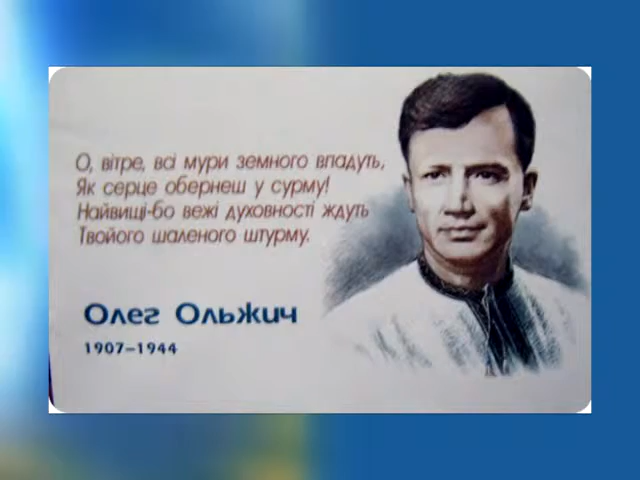 О, вітре, всі мури земного впадуть,
Як серце обернеш у сурму!
Найвищі-бо вежі духовності ждуть
Твойого шаленого штурму.
Олег Ольжич
1907–1944